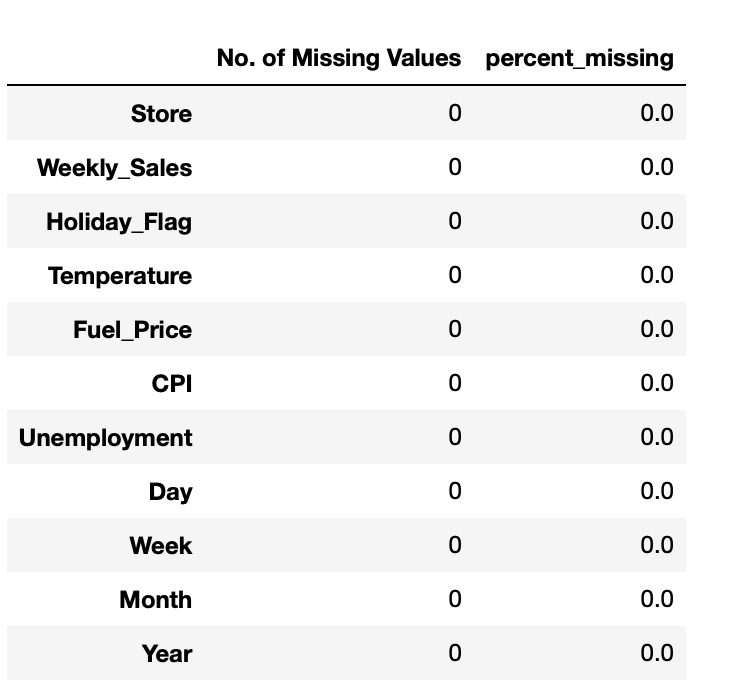 No. of Missing Values percent_missing
Store 0 0.0
Weekly_Sales 0 0.0
Holiday_Flag 0 0.0
Temperature 0 0.0
Fuel_Price 0 0.0
CPI 0 0.0
Unemployment 0 0.0
Day 0 0.0
Week 0 0.0
Month 0 0.0
Year 0 0.0